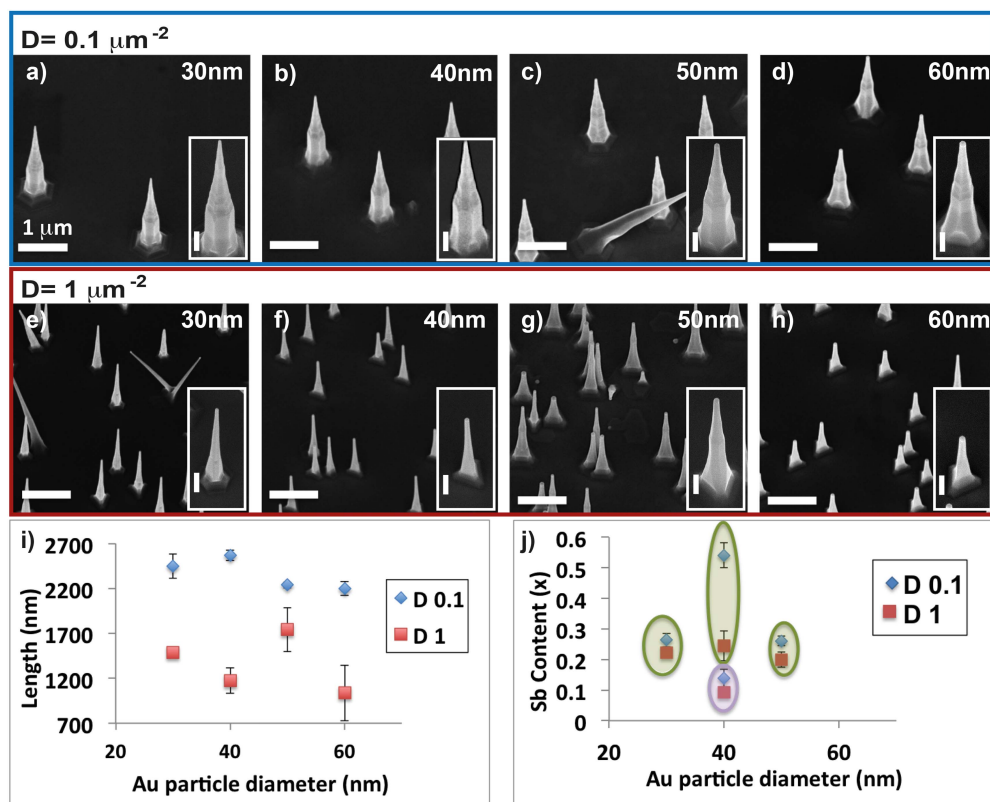 D= 0.1 μm-2
a) 30nm
b) 40nm
c) 50nm
d) 60nm
1 μm
D= 1 μm-2
e) 30nm
f) 40nm
g) 50nm
h) 60nm
i)
2700
2200
1700
1200
700
Length (nm)
20 40 60
Au particle diameter (nm)
D 0.1
D 1
j)
0.6
0.5
0.4
0.3
0.2
0.1
0
Sb Content (x)
20 40 60
Au particle diameter (nm)
D 0.1
D 1